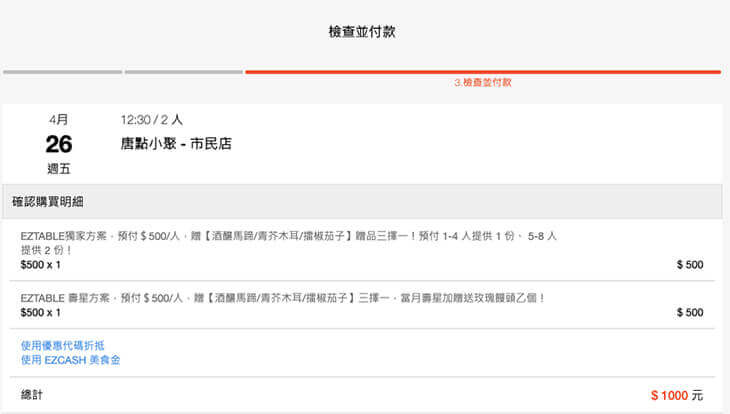 檢查並付款
3.檢查並付款
4月
12:30 / 2 人
26
唐點小聚 - 市民店
週五
確認購買明細
EZTABLE獨家方案．預付＄500/人，贈【酒釀馬蹄/青芥木耳/擂椒茄子】贈品三擇一！預付 1-4 人提供 1 份、 5-8 人
提供 2 份！
$500 x 1
$ 500
EZTABLE 壽星方案．預付＄500/人，贈【酒釀馬蹄/青芥木耳/擂椒茄子】三擇一，當月壽星加贈送玫瑰饅頭乙個！
$500 x 1
$ 500
使用優惠代碼折抵
使用 EZCASH 美食金
總計
$ 1000 元